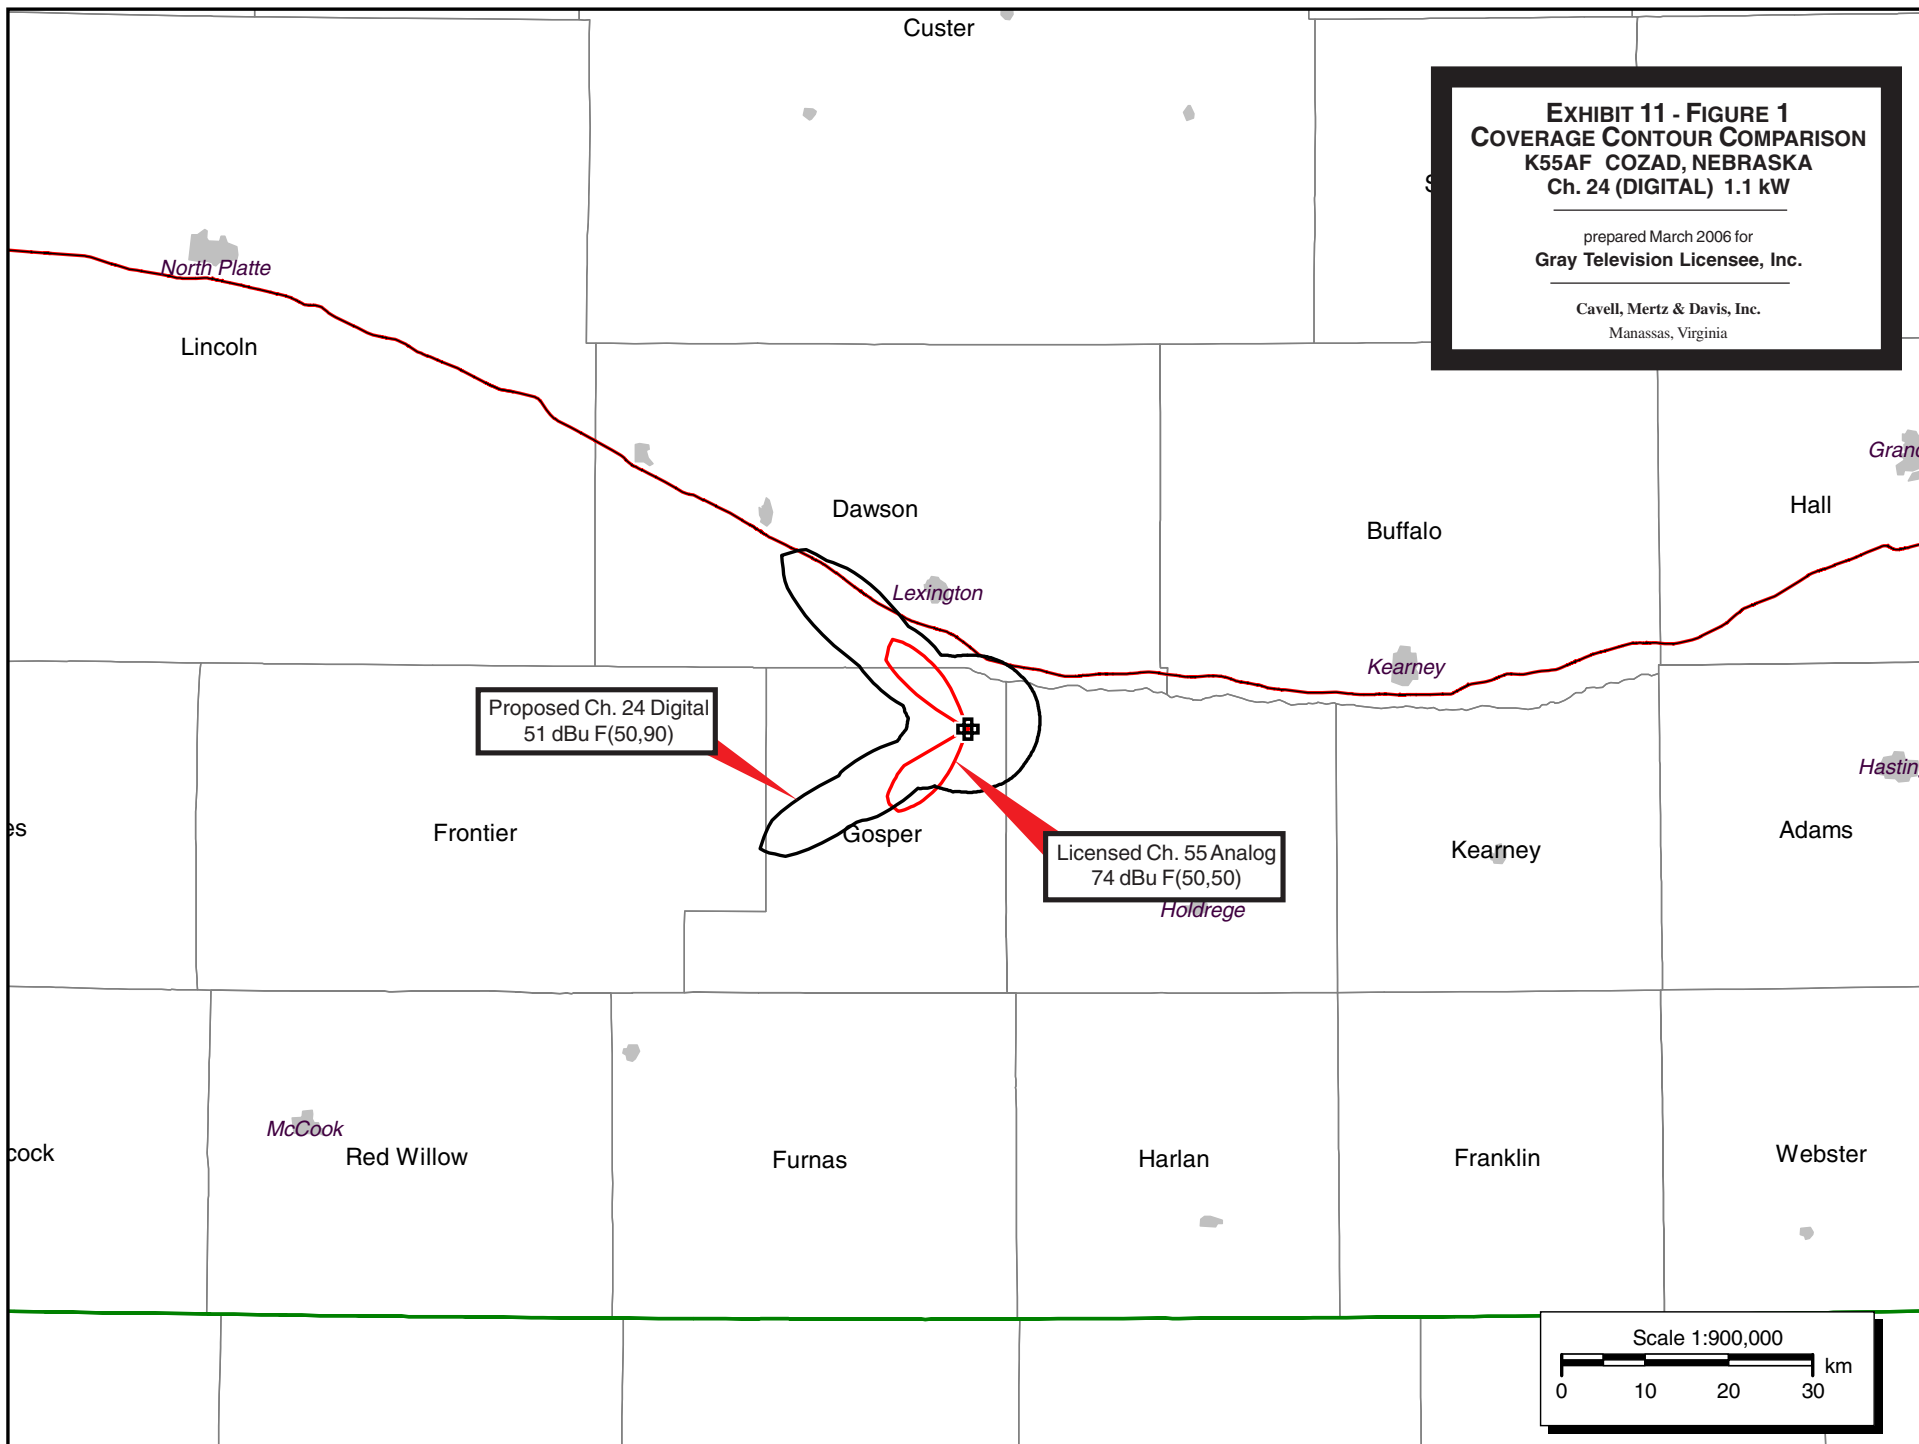 Custer
EXHIBIT 11 - FIGURE 1
COVERAGE CONTOUR COMPARISON
K55AF COZAD, NEBRASKA
Ch. 24 (DIGITAL) 1.1 kW
prepared March 2006 for
Gray Television Licensee, Inc.
Cavell, Mertz & Davis, Inc.
Manassas, Virginia
North Platte
Lincoln
Dawson
Buffalo
Hall
Lexington
Kearney
Proposed Ch. 24 Digital
51 dBu F(50,90)
Frontier
Gosper
Licensed Ch. 55 Analog
74 dBu F(50,50)
Kearney
Adams
Holdrege
McCook
Red Willow
Furnas
Harlan
Franklin
Webster
Scale 1:900,000
km
0 10 20 30